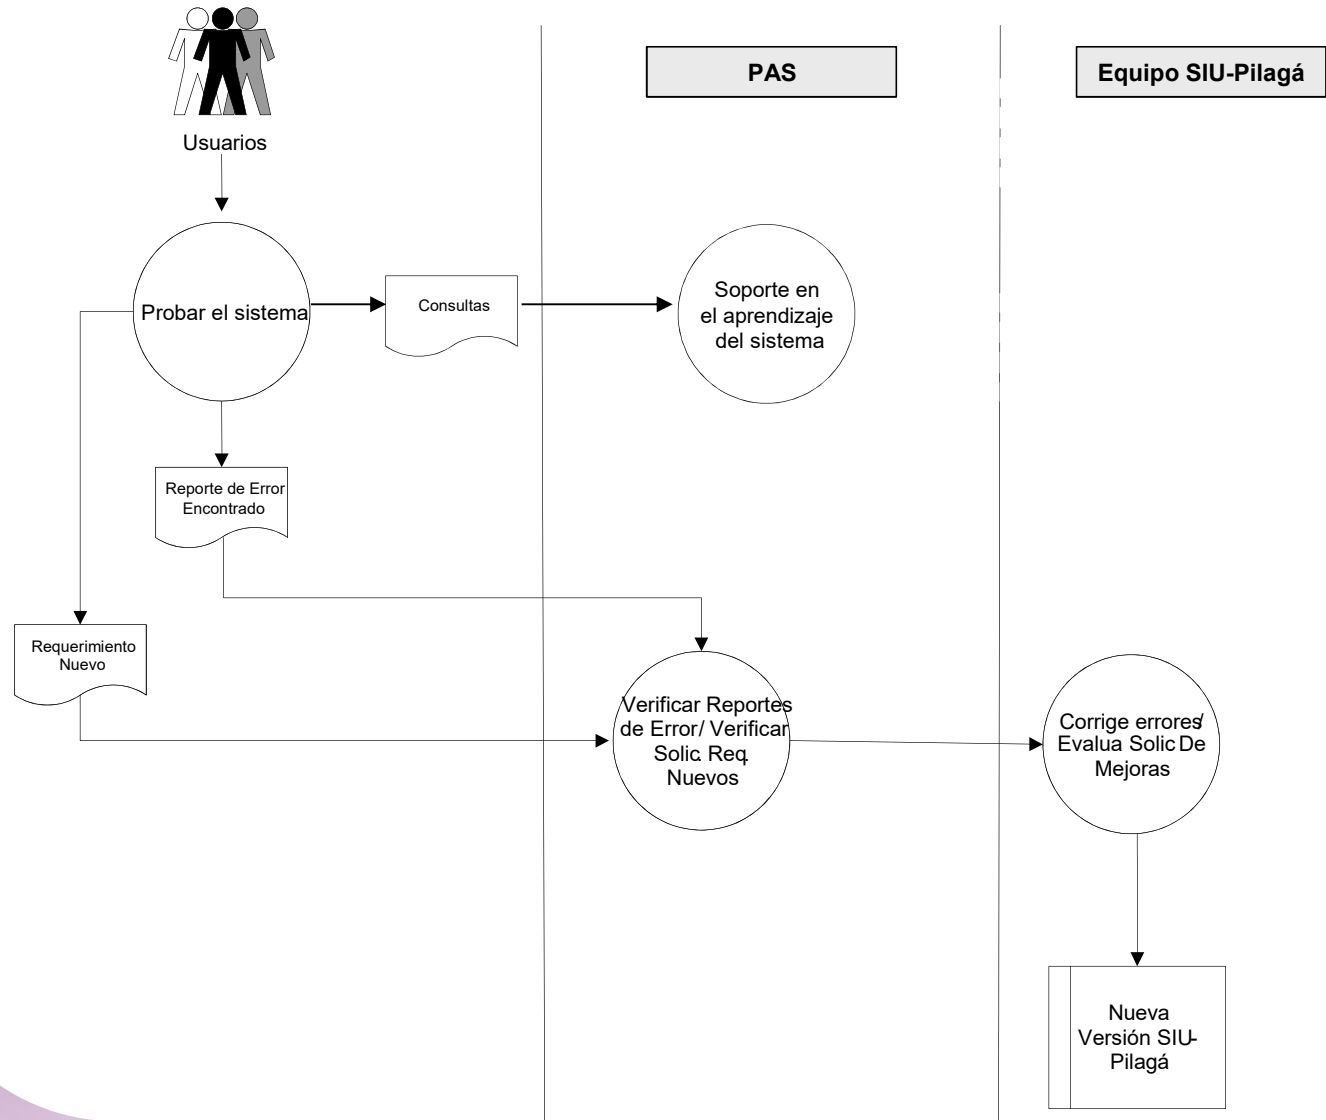 PAS
Equipo SIU-Pilagá
Usuarios
Probar el sistema
Consultas
Soporte en
el aprendizaje
del sistema
Reporte de Error
Encontrado
Requerimiento
Nuevo
Verificar Reportes
de Error/ Verificar
Solic. Req.
Nuevos
Corrige errores/
Evalua Solic De
Mejoras
Nueva
Versión SIU-
Pilagá